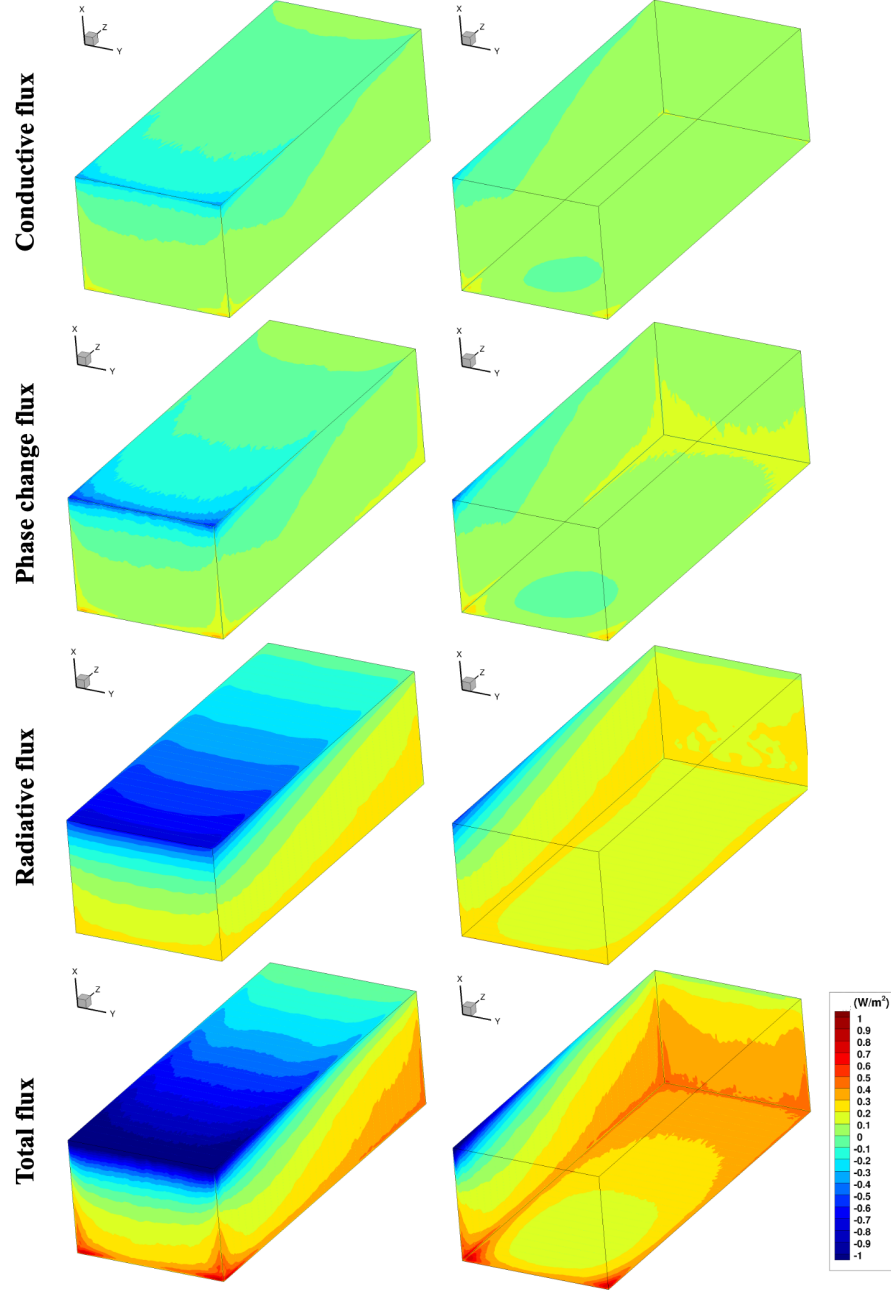 Conductive flux
X
Z
Y
X
Z
Y
Phase change flux
X
Z
Y
X
Z
Y
Radiative flux
X
Z
Y
X
Z
Y
Total flux
X
Z
Y
X
Z
Y
(W/m²)
1
0.9
0.8
0.7
0.6
0.5
0.4
0.3
0.2
0.1
0
-0.1
-0.2
-0.3
-0.4
-0.5
-0.6
-0.7
-0.8
-0.9
-1